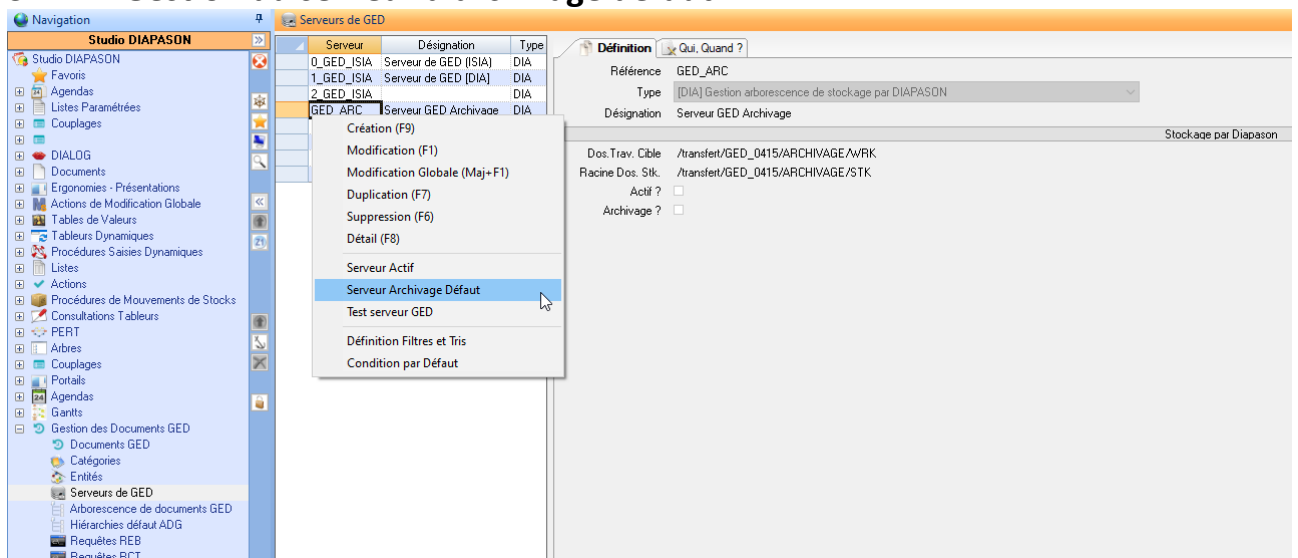 Navigation
Studio DIAPASON
Studio DIAPASON
Favoris
Agendas
Listes Paramétrées
Couplages
DIALOG
Documents
Ergonomies - Présentations
Actions de Modification Globale
Tables de Valeurs
Tableurs Dynamiques
Procédures Saisies Dynamiques
Listes
Actions
Procédures de Mouvements de Stocks
Consultations Tableurs
PERT
Arbres
Couplages
Portails
Agendas
Gantts
Gestion des Documents GED
Documents GED
Catégories
Entités
Serveurs de GED
Arborescence de documents GED
Hiérarchies défaut ADG
Requêtes REB
Requêtes RCT
Serveurs de GED
Serveur Désignation Type
0_GED_ISIA Serveur de GED (ISIA) DIA
1_GED_ISIA Serveur de GED [DIA] DIA
2_GED_ISIA DIA
GED_ARC Serveur GED Archivage DIA
Création (F9)
Modification (F1)
Modification Globale (Maj+F1)
Duplication (F7)
Suppression (F6)
Détail (F8)
Serveur Actif
Serveur Archivage Défaut
Test serveur GED
Définition Filtres et Tris
Condition par Défaut
Définition Qui, Quand ?
Référence GED_ARC
Type [DIA] Gestion arborescence de stockage par DIAPASON
Désignation Serveur GED Archivage
Stockage par Diapason
Dos.Trav. Cible /transfert/GED_0415/ARCHIVAGE/WRK
Racine Dos. Stk. /transfert/GED_0415/ARCHIVAGE/STK
Actif ?
Archivage ?